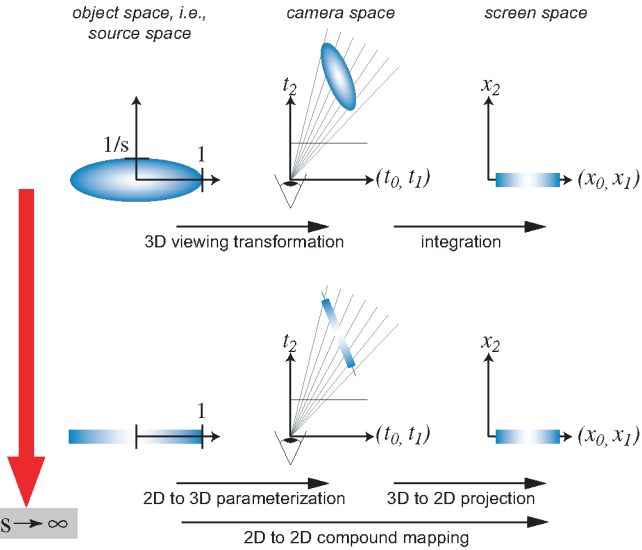 object space, i.e.,
source space
camera space
screen space
t2
x2
1/s
1
(t0, t1)
(x0, x1)
3D viewing transformation
integration
t2
x2
1
(t0, t1)
(x0, x1)
2D to 3D parameterization
3D to 2D projection
s→∞
2D to 2D compound mapping